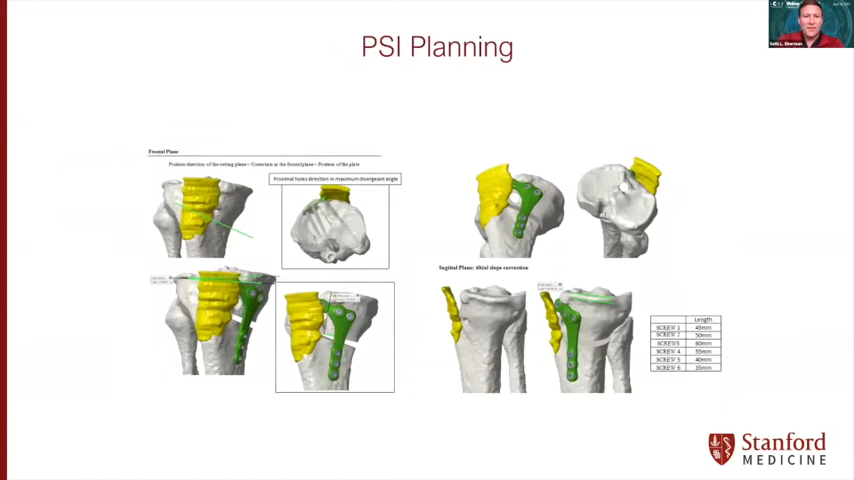 PSI Planning
Seth L. Sherman
Frontal Plane
Position direction of the cutting plane – Correction in the frontal plane – Position of the plate
Proximal holes direction in maximum divergeant angle
Sagittal Plane: tibial slope correction
Length
SCREW 1 45mm
SCREW 2 50mm
SCREW3 60mm
SCREW 4 55mm
SCREW 5 40mm
SCREW 6 35mm
Stanford
MEDICINE